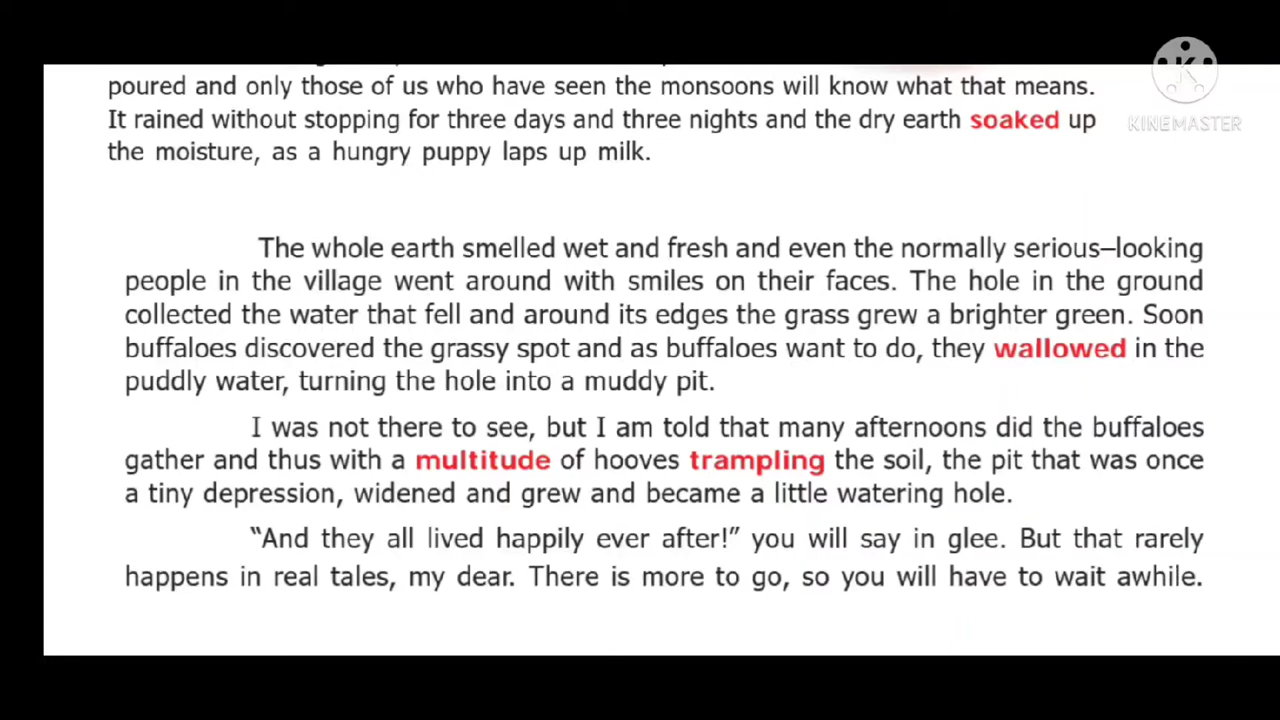 KINEMASTER
poured and only those of us who have seen the monsoons will know what that means.
It rained without stopping for three days and three nights and the dry earth soaked up
the moisture, as a hungry puppy laps up milk.
The whole earth smelled wet and fresh and even the normally serious–looking
people in the village went around with smiles on their faces. The hole in the ground
collected the water that fell and around its edges the grass grew a brighter green. Soon
buffaloes discovered the grassy spot and as buffaloes want to do, they wallowed in the
puddly water, turning the hole into a muddy pit.
I was not there to see, but I am told that many afternoons did the buffaloes
gather and thus with a multitude of hooves trampling the soil, the pit that was once
a tiny depression, widened and grew and became a little watering hole.
“And they all lived happily ever after!” you will say in glee. But that rarely
happens in real tales, my dear. There is more to go, so you will have to wait awhile.